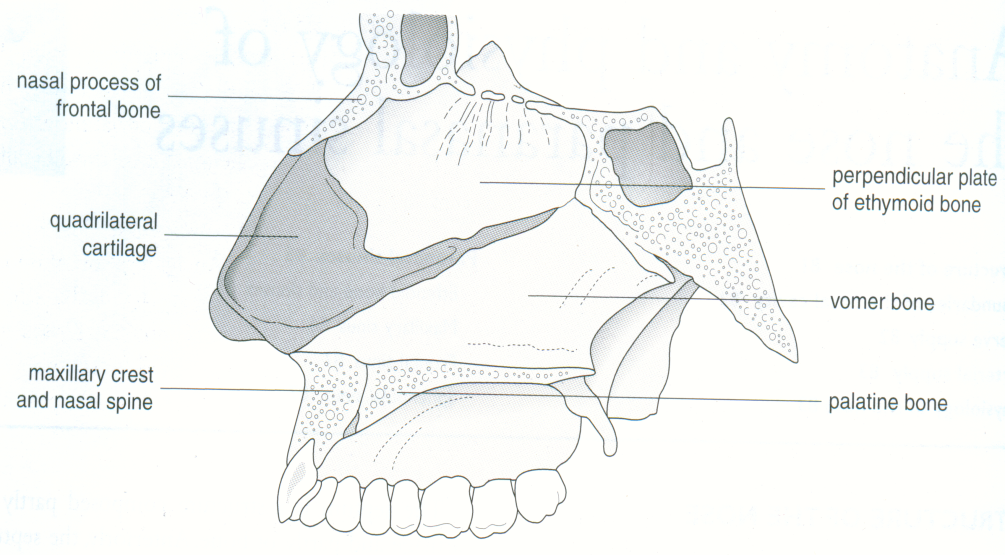 nasal process of
frontal bone
quadrilateral
cartilage
maxillary crest
and nasal spine
perpendicular plate
of ethymoid bone
vomer bone
palatine bone